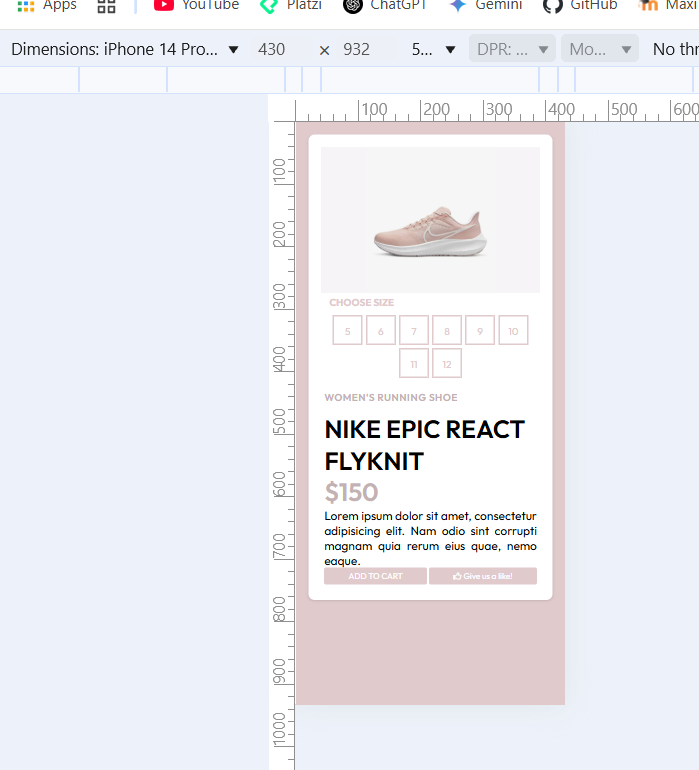 Apps YouTube Platzi ChatGPT Gemini GitHub Maxi
Dimensions: iPhone 14 Pro... 430 × 932 5... DPR: ... Mo... No thr
100 200 300 400 500 600
100
200
300
400
500
600
700
800
900
1000
CHOOSE SIZE
5 6 7 8 9 10
11 12
WOMEN'S RUNNING SHOE
NIKE EPIC REACT
FLYKNIT
$150
Lorem ipsum dolor sit amet, consectetur
adipisicing elit. Nam odio sint corrupti
magnam quia rerum eius quae, nemo
eaque.
ADD TO CART Give us a like!